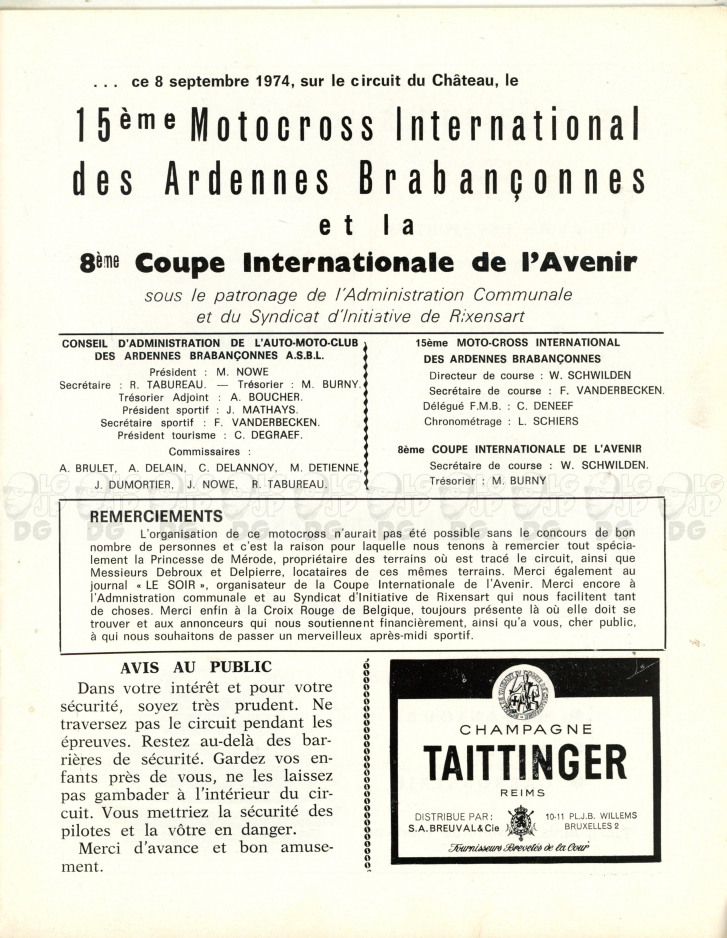 ... ce 8 septembre 1974, sur le circuit du Château, le
15ème Motocross International
des Ardennes Brabançonnes
et la
8ème Coupe Internationale de l'Avenir
sous le patronage de l'Administration Communale
et du Syndicat d'Initiative de Rixensart
CONSEIL D'ADMINISTRATION DE L'AUTO-MOTO-CLUB
DES ARDENNES BRABANÇONNES A.S.B.L.
Président : M. NOWE
Secrétaire : R. TABUREAU. — Trésorier : M. BURNY.
Trésorier Adjoint : A. BOUCHER.
Président sportif : J. MATHAYS.
Secrétaire sportif : F. VANDERBECKEN.
Président tourisme : C. DEGRAEF.
Commissaires :
A. BRULET, A. DELAIN, C. DELANNOY, M. DETIENNE,
J. DUMORTIER, J. NOWE, R. TABUREAU.
15ème MOTO-CROSS INTERNATIONAL
DES ARDENNES BRABANÇONNES
Directeur de course : W. SCHWILDEN
Secrétaire de course : F. VANDERBECKEN.
Délégué F.M.B. : C. DENEEF
Chronométrage : L. SCHIERS
8ème COUPE INTERNATIONALE DE L'AVENIR
Secrétaire de course : W. SCHWILDEN.
Trésorier : M. BURNY
REMERCIEMENTS
L'organisation de ce motocross n'aurait pas été possible sans le concours de bon
nombre de personnes et c'est la raison pour laquelle nous tenons à remercier tout spécia-
lement la Princesse de Mérode, propriétaire des terrains où est tracé le circuit, ainsi que
Messieurs Debroux et Delpierre, locataires de ces mêmes terrains. Merci également au
journal « LE SOIR », organisateur de la Coupe Internationale de l'Avenir. Merci encore à
l'Admnistration communale et au Syndicat d'Initiative de Rixensart qui nous facilitent tant
de choses. Merci enfin à la Croix Rouge de Belgique, toujours présente là où elle doit se
trouver et aux annonceurs qui nous soutiennent financièrement, ainsi qu'a vous, cher public,
à qui nous souhaitons de passer un merveilleux après-midi sportif.
AVIS AU PUBLIC
Dans votre intérêt et pour votre
sécurité, soyez très prudent. Ne
traversez pas le circuit pendant les
épreuves. Restez au-delà des bar-
rières de sécurité. Gardez vos en-
fants près de vous, ne les laissez
pas gambader à l'intérieur du cir-
cuit. Vous mettriez la sécurité des
pilotes et la vôtre en danger.
Merci d'avance et bon amuse-
ment.
CHAMPAGNE
TAITTINGER
REIMS
DISTRIBUE PAR :
S.A. BREUVAL & Cie
10-11 PL.J.B. WILLEMS
BRUXELLES 2
Fournisseurs Brevetés de la Cour